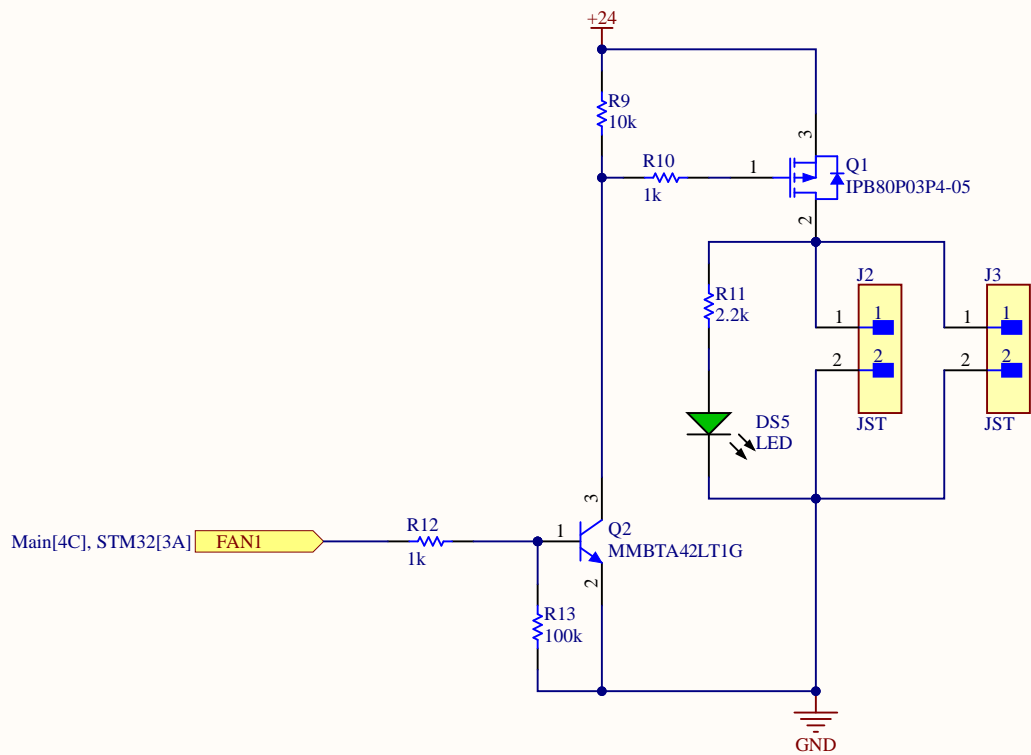 +24
R9
10k
3
R10
1
Q1
1k
IPB80P03P4-05
2
J2
J3
R11
2.2k
1
1
1
1
2
2
2
2
DS5
LED
JST
JST
3
R12
1
Q2
Main[4C], STM32[3A]
FAN1
MMBTA42LT1G
1k
2
R13
100k
GND